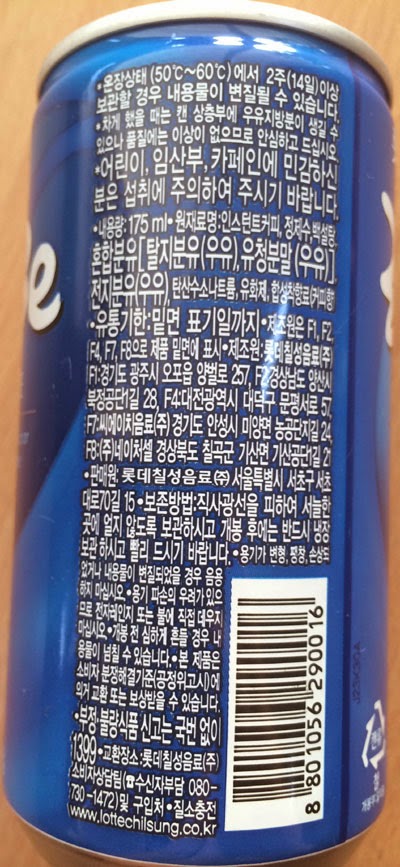 •온장상태 (50℃~60℃)에서 2주(14일)이상
보관할 경우 내용물이 변질될 수 있습니다.
•차게 했을 때는 캔 상층부에 우유지방분이 생길 수
있으나 품질에는 이상이 없으므로 안심하고 드십시오.
*어린이, 임산부, 카페인에 민감하신
분은 섭취에 주의하여 주시기 바랍니다.
•내용량: 175 ml •원재료명:인스턴트커피, 정제수, 백설탕,
혼합분유[탈지분유(우유), 유청분말 (우유)],
전지분유(우유), 탄산수소나트륨, 유화제, 합성착향료(커피향)
•유통기한:밑면 표기일까지 •제조원은 F1, F2,
F4, F7, F8으로 제품 밑면에 표시 •제조원:롯데칠성음료(주)
F1:경기도 광주시 오포읍 양벌로 257, F2:경상남도 양산시
북정공단1길 28, F4:대전광역시 대덕구 문평서로 57,
F7:씨에이치음료(주) 경기도 안성시 미양면 농공단지길 24,
F8:(주)네이처셀 경상북도 칠곡군 기산면 기산공단1길 21
•판매원: 롯데칠성음료㈜ 서울특별시 서초구 서초
대로70길 15 •보존방법:직사광선을 피하여 서늘한
곳에 얼지 않도록 보관하시고 개봉 후에는 반드시 냉장
보관 하시고 빨리 드시기 바랍니다. •용기가 변형, 팽창, 손상되
었거나 내용물이 변질되었을 경우 음용
하지 마십시오. •용기 파손의 우려가 있으
므로 전자레인지 또는 불에 직접 데우지
마십시오. •개봉 전 심하게 흔들 경우 내
용물이 넘칠 수 있습니다. •본 제품은
소비자 분쟁해결기준(공정위고시)에
의거 교환 또는 보상받을 수 있습니다.
•부정·불량식품 신고는 국번 없이
1399 •교환장소:롯데칠성음료(주)
소비자상담팀(☎수신자부담 080-
730-1472)및 구입처 •질소충전
www.lottechilsung.co.kr
8 801056 290016
캔류
철